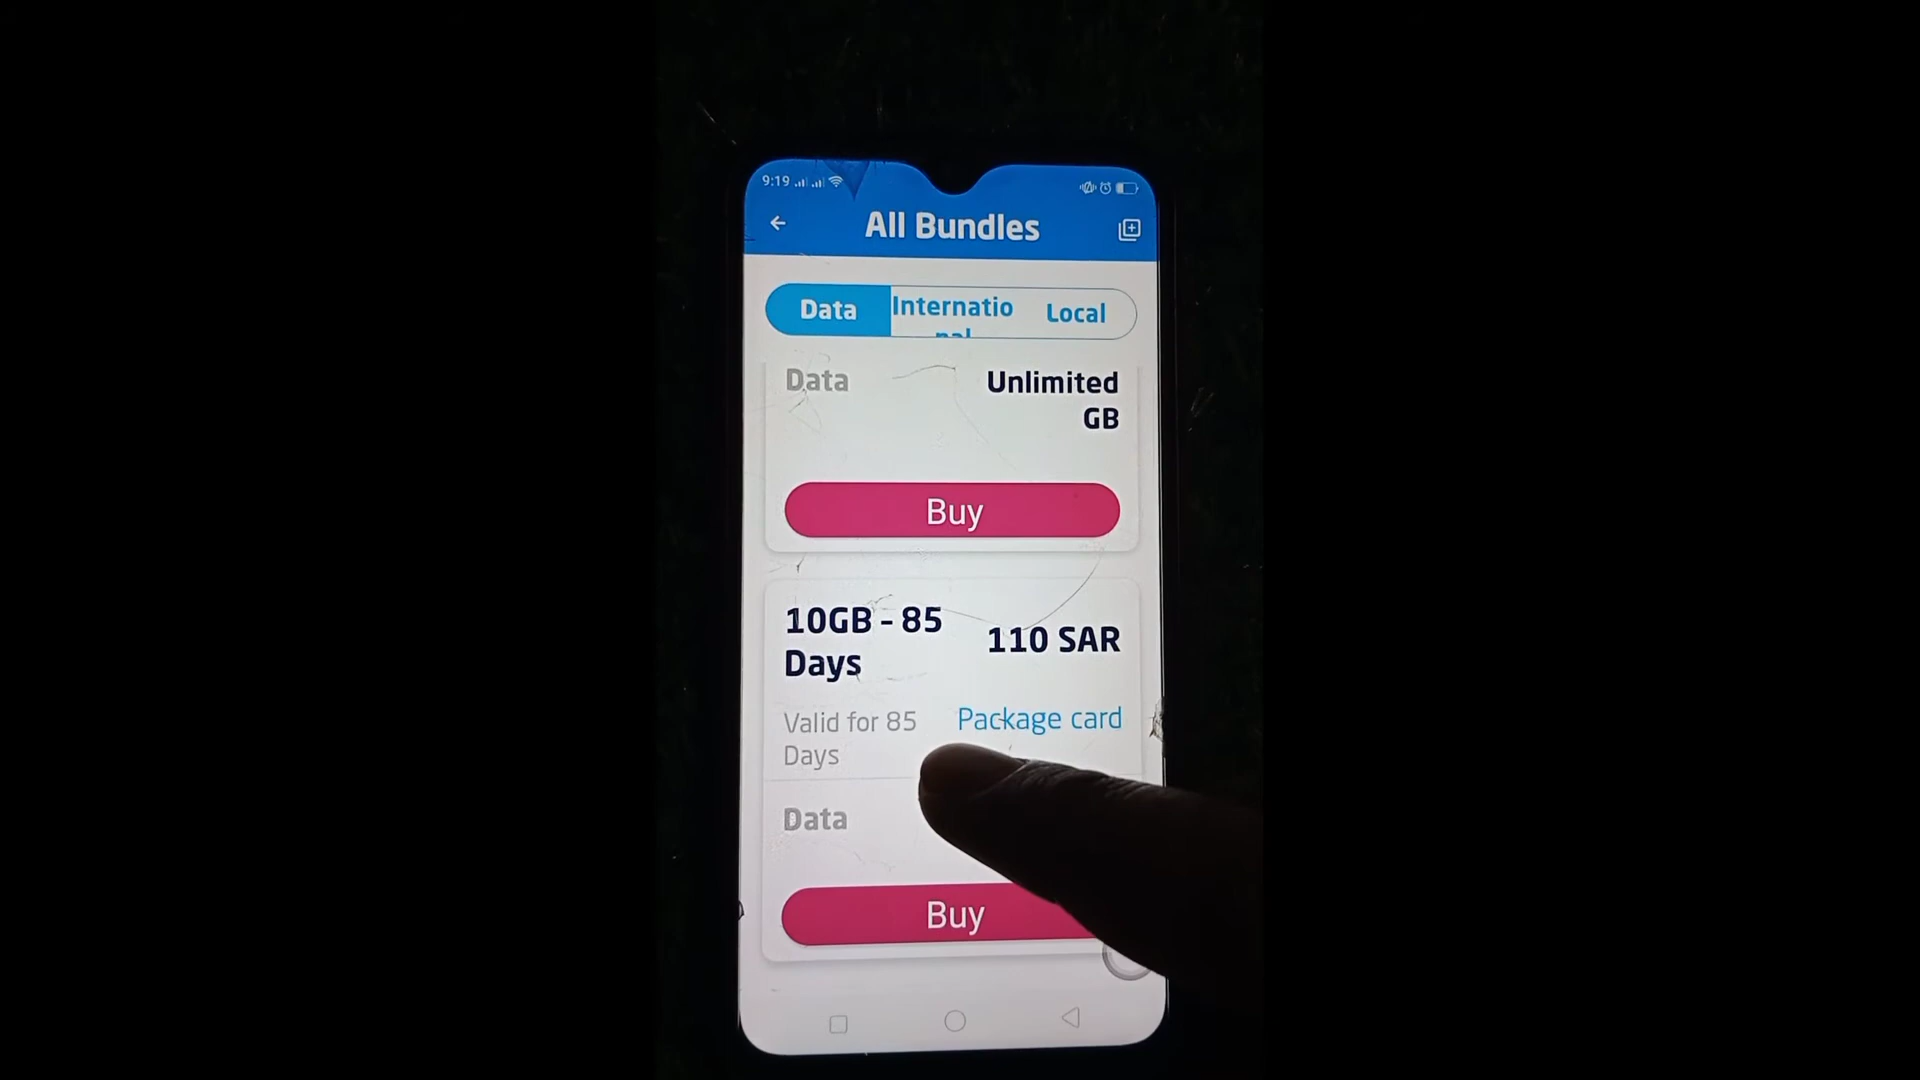 9:19
All Bundles
Data
Internatio
nal
Local
Data
Unlimited
GB
Buy
10GB - 85
Days
110 SAR
Valid for 85
Days
Package card
Data
Buy